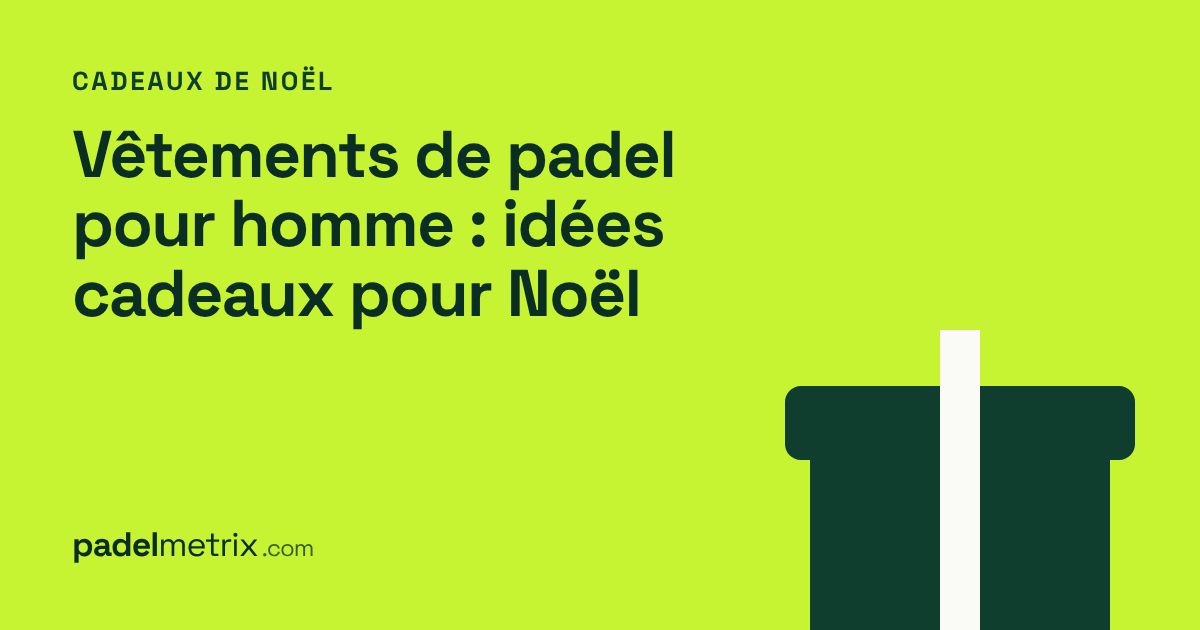 CADEAUX DE NOËL
Vêtements de padel
pour homme : idées
cadeaux pour Noël
padelmetrix.com